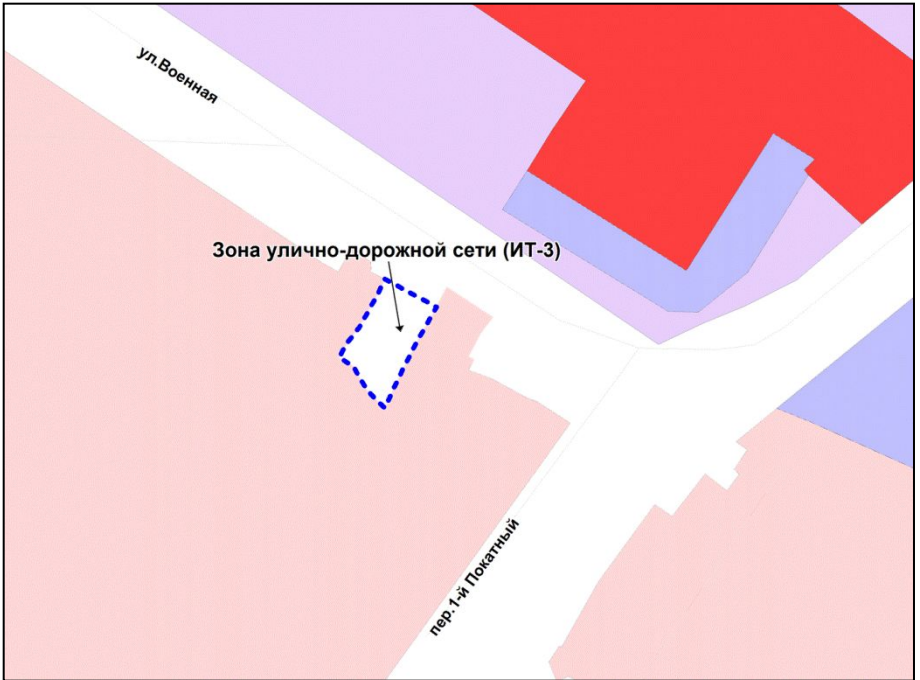 ул.Военная
Зона улично-дорожной сети (ИТ-3)
пер.1-й Покатный